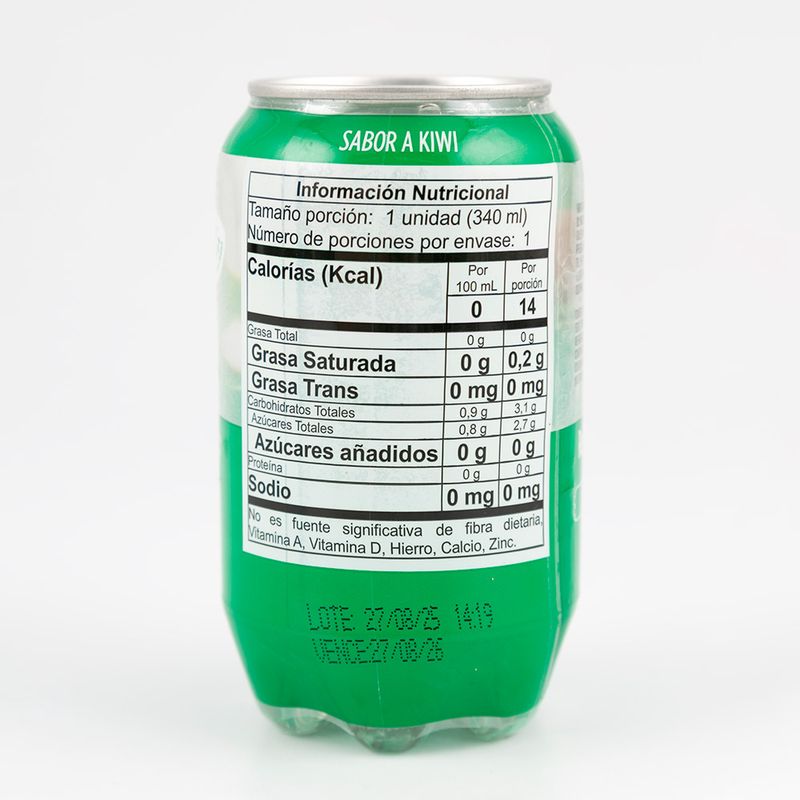 SABOR A KIWI
Información Nutricional
Tamaño porción: 1 unidad (340 ml)
Número de porciones por envase: 1
Calorías (Kcal) Por 100 mL Por porción
0 14
Grasa Total 0 g 0 g
Grasa Saturada 0 g 0,2 g
Grasa Trans 0 mg 0 mg
Carbohidratos Totales 0,9 g 3,1 g
Azúcares Totales 0,8 g 2,7 g
Azúcares añadidos 0 g 0 g
Proteína 0 g 0 g
Sodio 0 mg 0 mg
No es fuente significativa de fibra dietaria,
Vitamina A, Vitamina D, Hierro, Calcio, Zinc.
LOTE: 27/08/25 14:19
VENCE:27/08/26